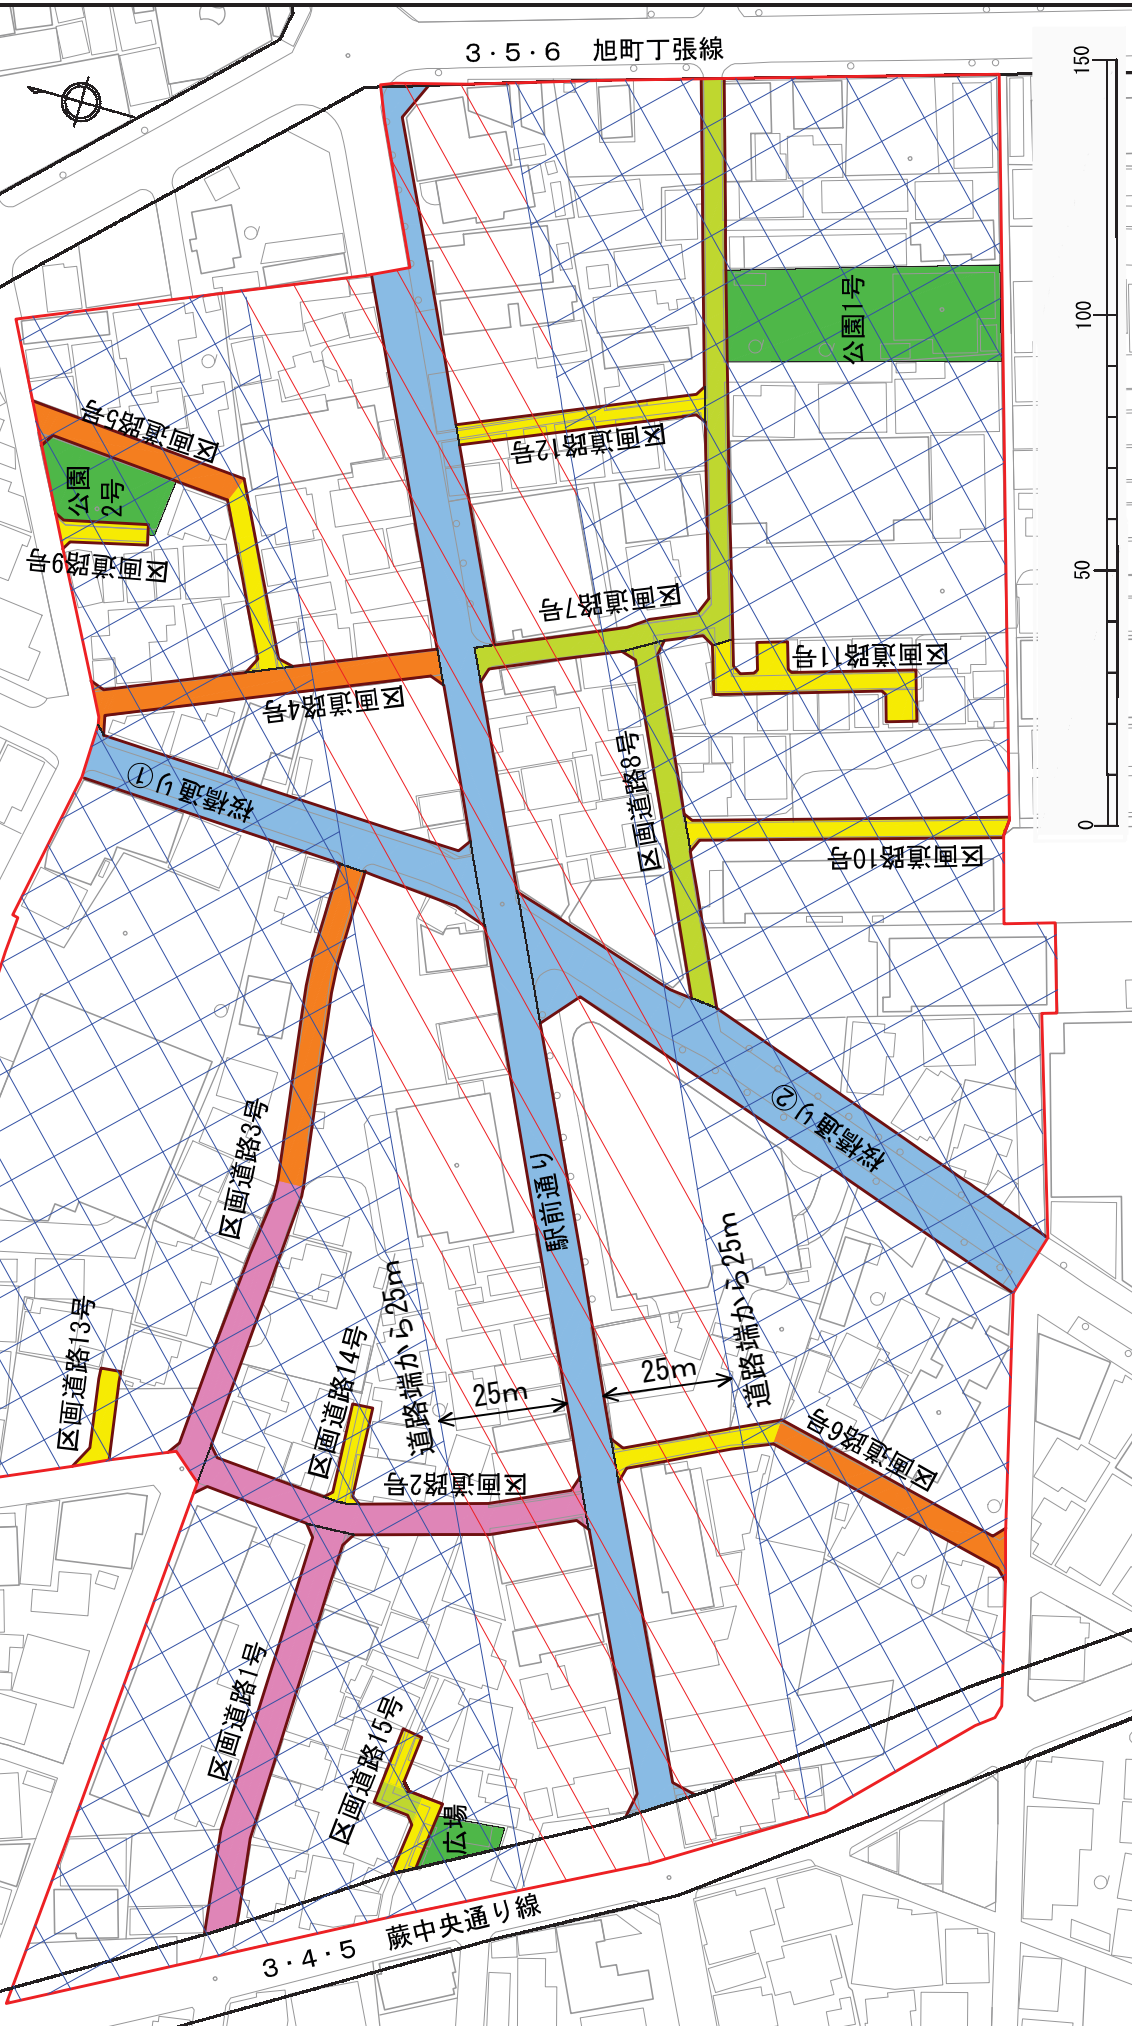 3・5・6　旭町丁張線
150
100
50
0
公園1号
区画道路5号
公園
2号
区画道路9号
区画道路12号
区画道路7号
区画道路4号
区画道路11号
区画道路8号
桜橋通り①
区画道路10号
桜橋通り②
区画道路3号
駅前通り
道路端から25m
道路端から25m
25m
25m
区画道路13号
区画道路14号
区画道路2号
区画道路6号
区画道路1号
区画道路15号
広場
3・4・5　蕨中央通り線